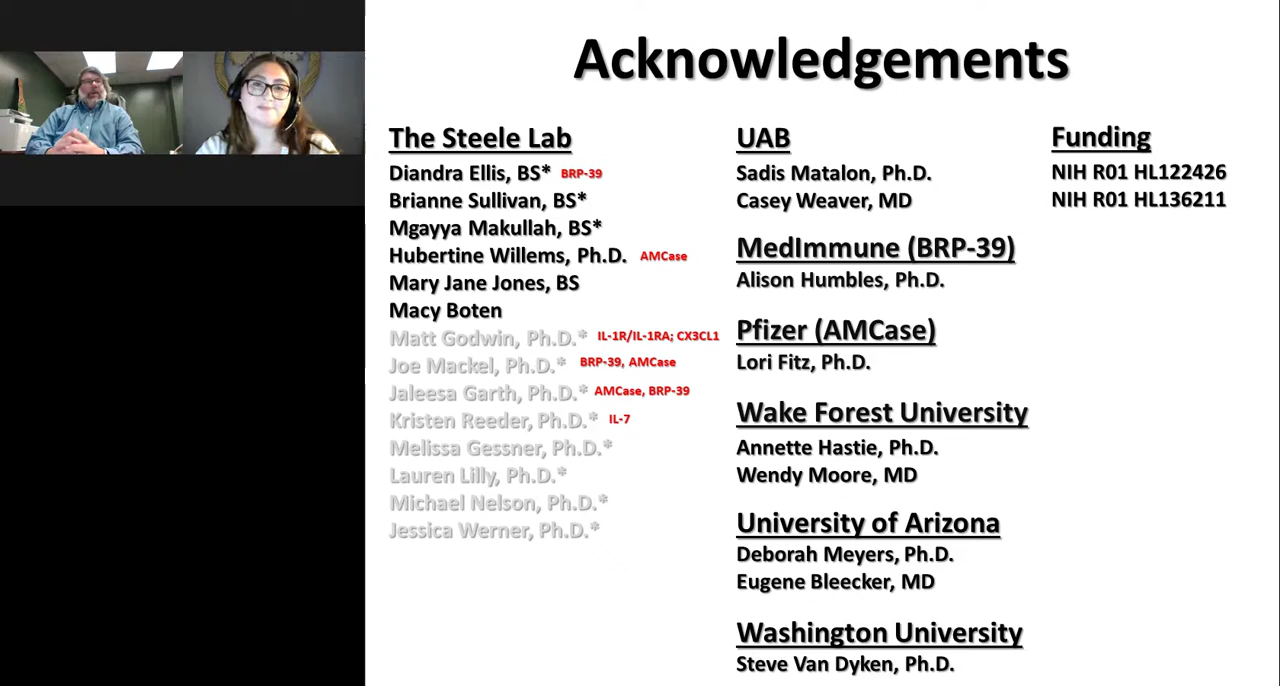 Acknowledgements
The Steele Lab
Diandra Ellis, BS* BRP-39
Brianne Sullivan, BS*
Mgayya Makullah, BS*
Hubertine Willems, Ph.D. AMCase
Mary Jane Jones, BS
Macy Boten
Matt Godwin, Ph.D.* IL-1R/IL-1RA; CX3CL1
Joe Mackel, Ph.D.* BRP-39, AMCase
Jaleesa Garth, Ph.D.* AMCase, BRP-39
Kristen Reeder, Ph.D.* IL-7
Melissa Gessner, Ph.D.*
Lauren Lilly, Ph.D.*
Michael Nelson, Ph.D.*
Jessica Werner, Ph.D.*
UAB
Sadis Matalon, Ph.D.
Casey Weaver, MD
MedImmune (BRP-39)
Alison Humbles, Ph.D.
Pfizer (AMCase)
Lori Fitz, Ph.D.
Wake Forest University
Annette Hastie, Ph.D.
Wendy Moore, MD
University of Arizona
Deborah Meyers, Ph.D.
Eugene Bleecker, MD
Washington University
Steve Van Dyken, Ph.D.
Funding
NIH R01 HL122426
NIH R01 HL136211